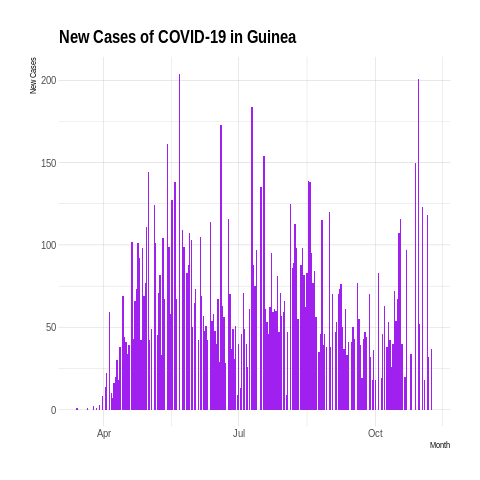 New Cases of COVID-19 in Guinea
New Cases
200
150
100
50
0
Apr
Jul
Oct
Month